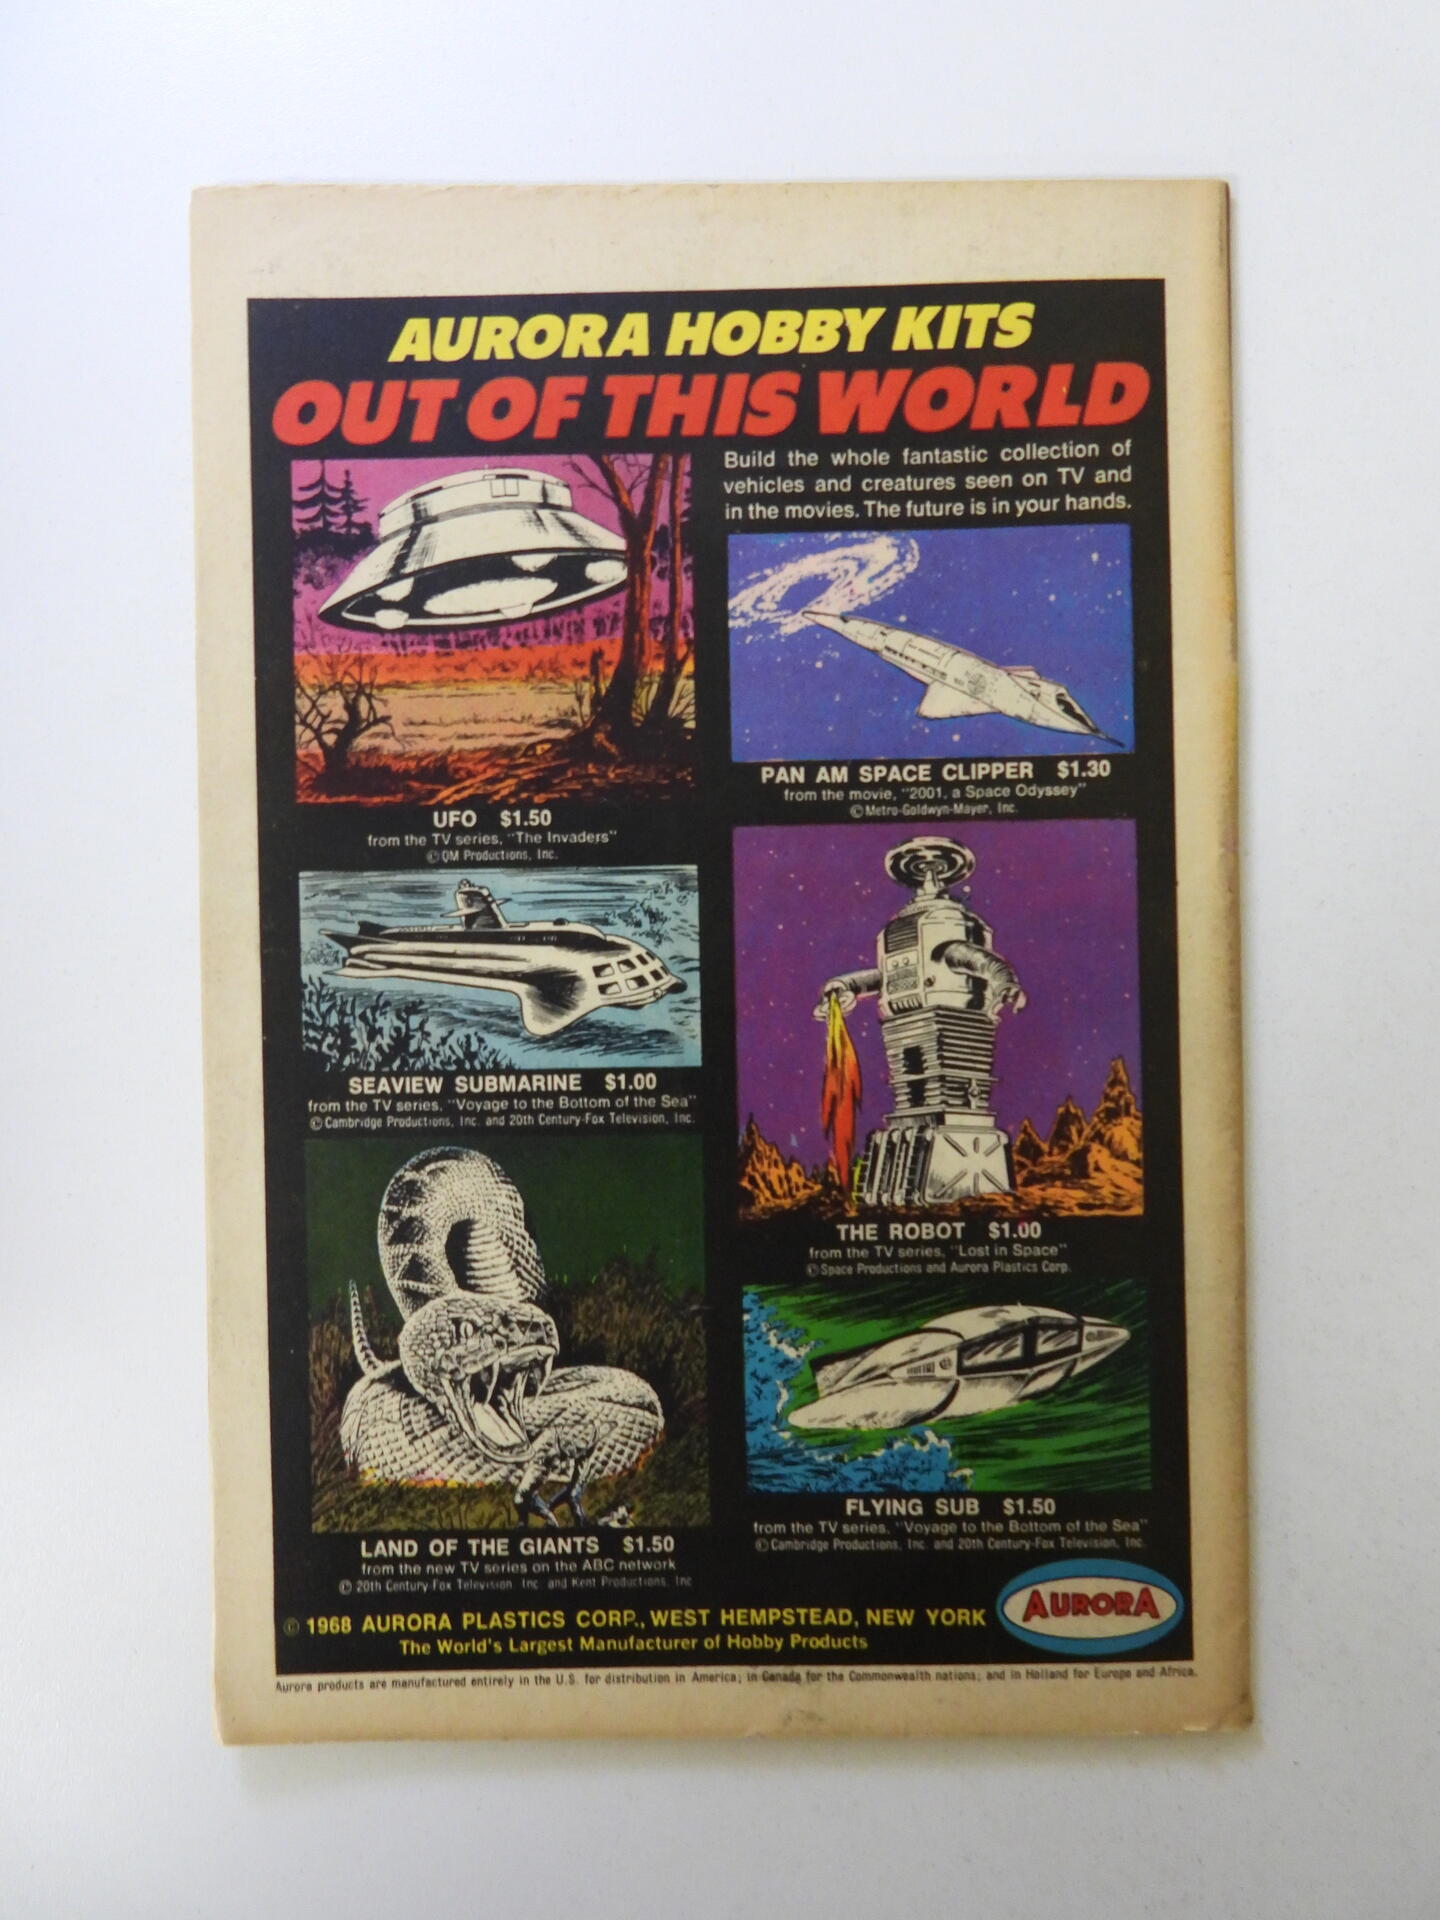 AURORA HOBBY KITS
OUT OF THIS WORLD
Build the whole fantastic collection of
vehicles and creatures seen on TV and
in the movies. The future is in your hands.
UFO $1.50
from the TV series, "The Invaders"
© QM Productions, Inc.
PAN AM SPACE CLIPPER $1.30
from the movie, "2001, a Space Odyssey"
© Metro-Goldwyn-Mayer, Inc.
SEAVIEW SUBMARINE $1.00
from the TV series, "Voyage to the Bottom of the Sea"
© Cambridge Productions, Inc. and 20th Century-Fox Television, Inc.
THE ROBOT $1.00
from the TV series, "Lost in Space"
© Space Productions and Aurora Plastics Corp.
LAND OF THE GIANTS $1.50
from the new TV series on the ABC network
© 20th Century-Fox Television, Inc. and Kent Productions, Inc
FLYING SUB $1.50
from the TV series, "Voyage to the Bottom of the Sea"
© Cambridge Productions, Inc. and 20th Century-Fox Television, Inc.
© 1968 AURORA PLASTICS CORP., WEST HEMPSTEAD, NEW YORK
The World's Largest Manufacturer of Hobby Products
AURORA
Aurora products are manufactured entirely in the U.S. for distribution in America; in Canada for the Commonwealth nations; and in Holland for Europe and Africa.